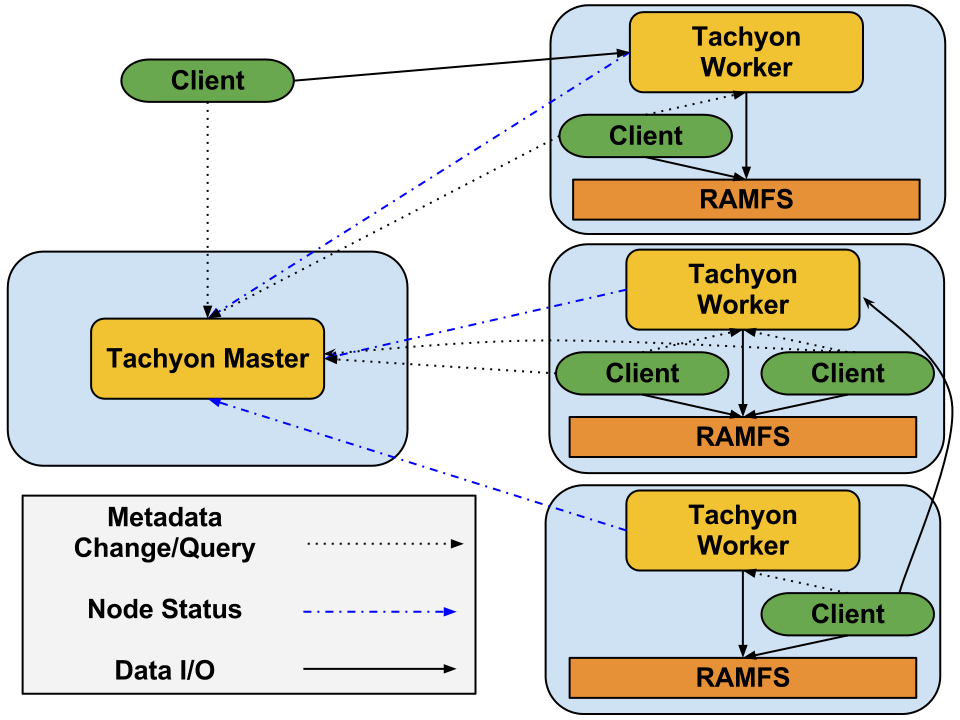 Client
Tachyon
Worker
Client
RAMFS
Tachyon Master
Tachyon
Worker
Client
Client
RAMFS
Tachyon
Worker
Client
RAMFS
Metadata
Change/Query
Node Status
Data I/O